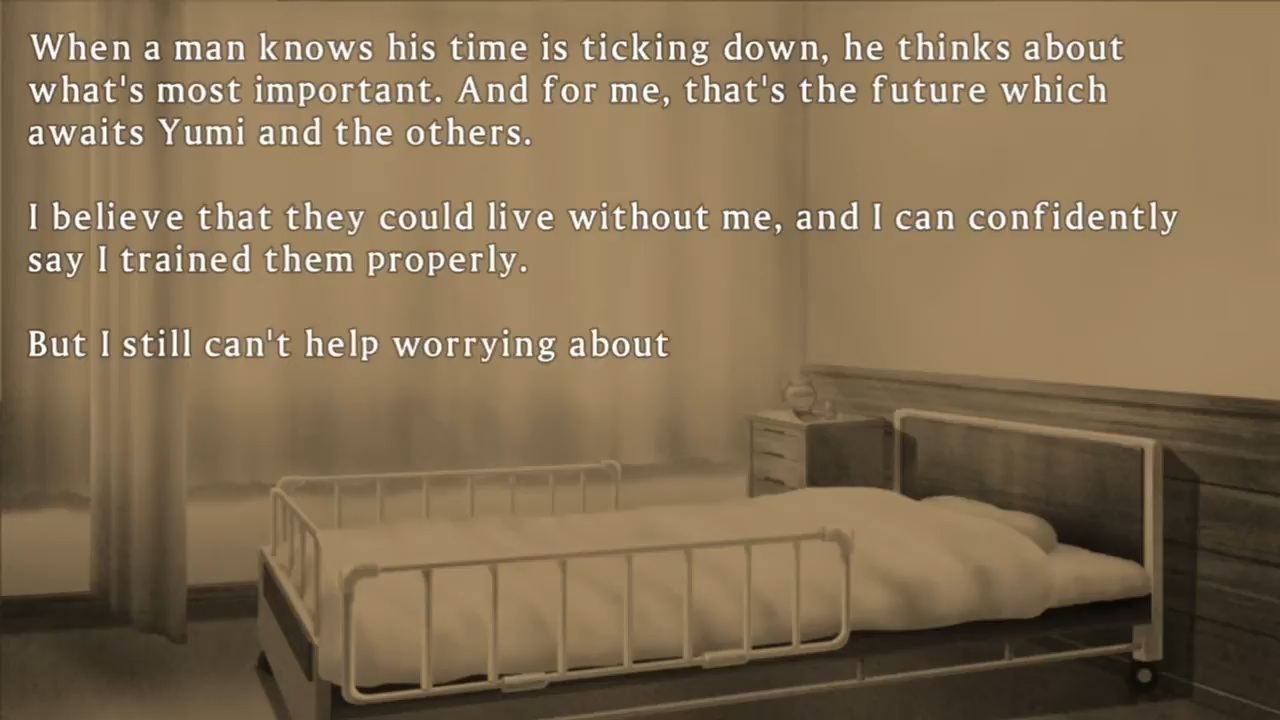 When a man knows his time is ticking down, he thinks about
what's most important. And for me, that's the future which
awaits Yumi and the others.
I believe that they could live without me, and I can confidently
say I trained them properly.
But I still can't help worrying about